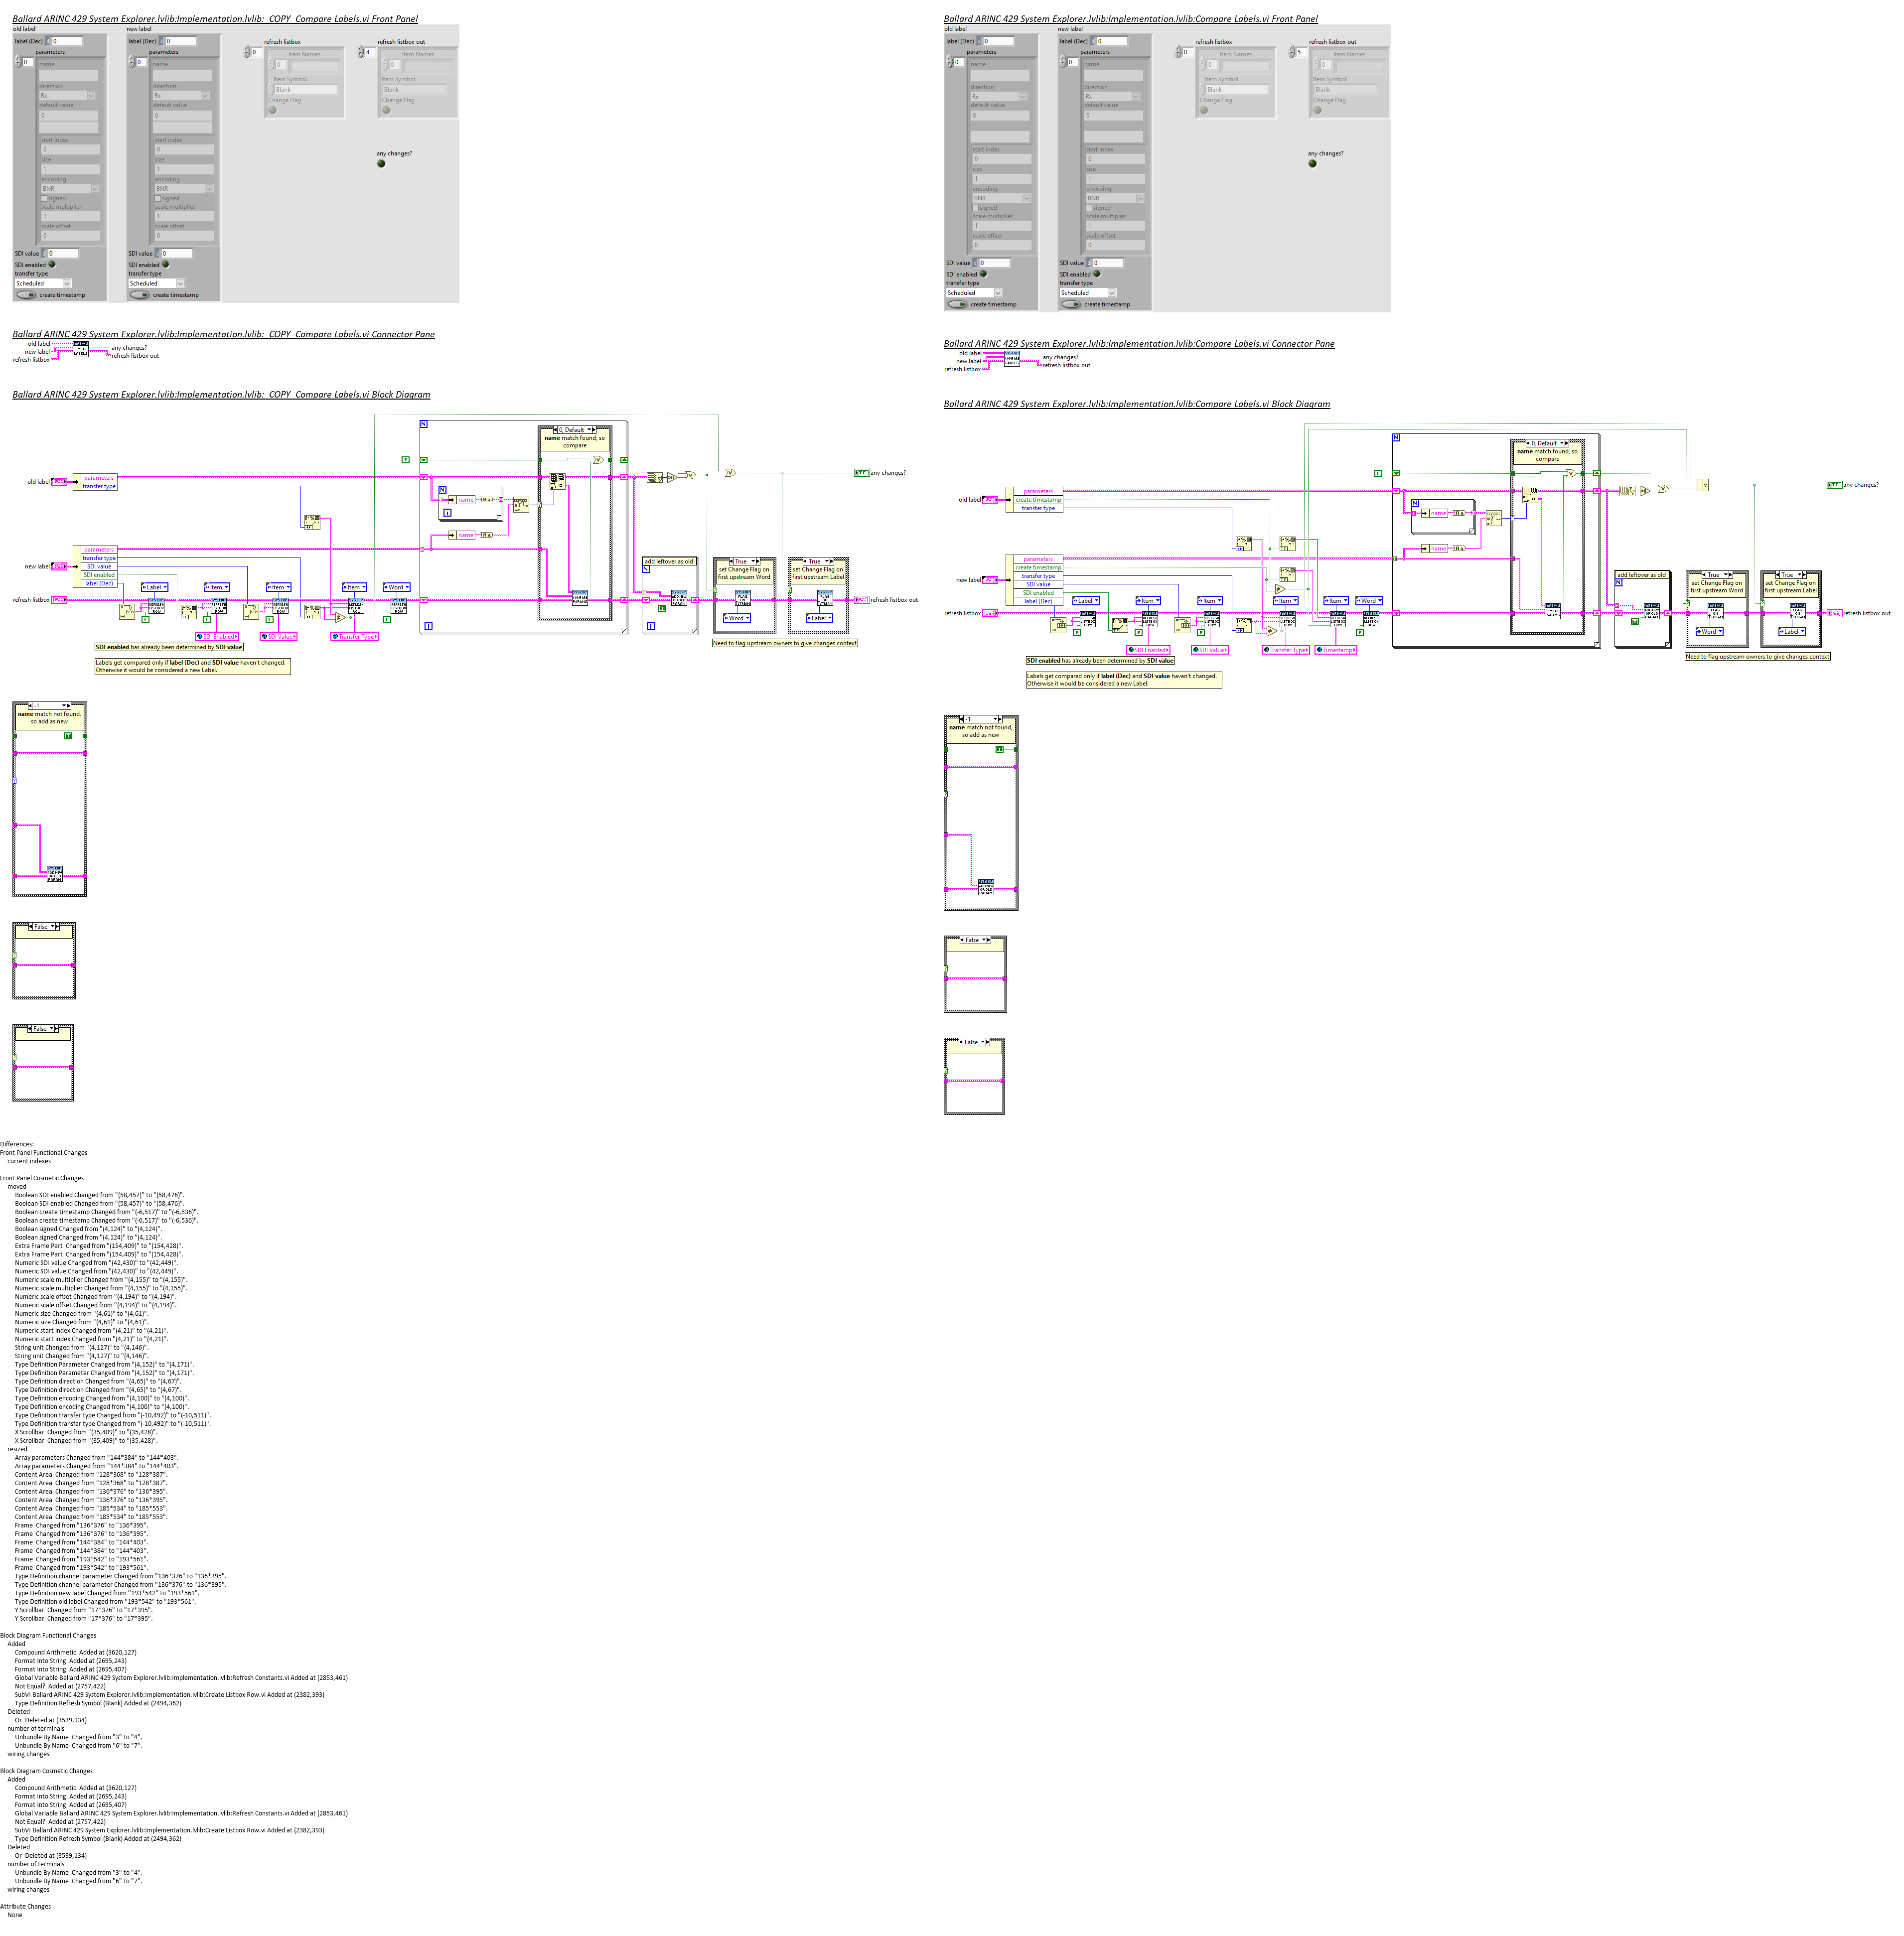 Ballard ARINC 429 System Explorer.lvlib:Implementation.lvlib:_COPY_Compare Labels.vi Front Panel
old label
new label
label (Dec) 0
label (Dec) 0
refresh listbox
refresh listbox out
parameters
parameters
0
0
0
4
Item Names
Item Names
name
name
0
0
Item Symbol
Item Symbol
direction
direction
Blank
Blank
Rx
Rx
Change Flag
Change Flag
default value
default value
0
0
start index
start index
0
0
any changes?
size
size
1
1
encoding
encoding
BNR
BNR
signed
signed
scale multiplier
scale multiplier
1
1
scale offset
scale offset
0
0
SDI value 0
SDI value 0
SDI enabled
SDI enabled
transfer type
transfer type
Scheduled
Scheduled
create timestamp
create timestamp
Ballard ARINC 429 System Explorer.lvlib:Implementation.lvlib:_COPY_Compare Labels.vi Connector Pane
old label
new label
refresh listbox
any changes?
refresh listbox out
Ballard ARINC 429 System Explorer.lvlib:Implementation.lvlib:_COPY_Compare Labels.vi Block Diagram
0, Default
name match found, so
compare
old label
parameters
transfer type
any changes?
name
name
new label
parameters
transfer type
SDI value
SDI enabled
label (Dec)
add leftover as old
True
set Change Flag on
first upstream Word
True
set Change Flag on
first upstream Label
Label
Item
Item
Item
Word
refresh listbox
refresh listbox out
Word
Label
SDI Enabled
SDI Value
Transfer Type
Need to flag upstream owners to give changes context
SDI enabled has already been determined by SDI value
Labels get compared only if label (Dec) and SDI value haven't changed.
Otherwise it would be considered a new Label.
-1
name match not found,
so add as new
False
False
Ballard ARINC 429 System Explorer.lvlib:Implementation.lvlib:Compare Labels.vi Front Panel
old label
new label
label (Dec) 0
label (Dec) 0
refresh listbox
refresh listbox out
parameters
parameters
0
0
0
5
Item Names
Item Names
name
name
0
0
Item Symbol
Item Symbol
direction
direction
Blank
Blank
Rx
Rx
Change Flag
Change Flag
default value
default value
0
0
start index
start index
0
0
any changes?
size
size
1
1
encoding
encoding
BNR
BNR
signed
signed
scale multiplier
scale multiplier
1
1
scale offset
scale offset
0
0
SDI value 0
SDI value 0
SDI enabled
SDI enabled
transfer type
transfer type
Scheduled
Scheduled
create timestamp
create timestamp
Ballard ARINC 429 System Explorer.lvlib:Implementation.lvlib:Compare Labels.vi Connector Pane
old label
new label
refresh listbox
any changes?
refresh listbox out
Ballard ARINC 429 System Explorer.lvlib:Implementation.lvlib:Compare Labels.vi Block Diagram
0, Default
name match found, so
compare
old label
parameters
create timestamp
transfer type
any changes?
name
name
new label
parameters
create timestamp
transfer type
SDI value
SDI enabled
label (Dec)
add leftover as old
True
set Change Flag on
first upstream Word
True
set Change Flag on
first upstream Label
Label
Item
Item
Item
Item
Word
refresh listbox
refresh listbox out
Word
Label
SDI Enabled
SDI Value
Transfer Type
Timestamp
Need to flag upstream owners to give changes context
SDI enabled has already been determined by SDI value
Labels get compared only if label (Dec) and SDI value haven't changed.
Otherwise it would be considered a new Label.
-1
name match not found,
so add as new
False
False
Differences:
Front Panel Functional Changes
current indexes
Front Panel Cosmetic Changes
moved
Boolean SDI enabled Changed from "(58,457)" to "(58,476)".
Boolean SDI enabled Changed from "(58,457)" to "(58,476)".
Boolean create timestamp Changed from "(-6,517)" to "(-6,536)".
Boolean create timestamp Changed from "(-6,517)" to "(-6,536)".
Boolean signed Changed from "(4,124)" to "(4,124)".
Boolean signed Changed from "(4,124)" to "(4,124)".
Extra Frame Part  Changed from "(154,409)" to "(154,428)".
Extra Frame Part  Changed from "(154,409)" to "(154,428)".
Numeric SDI value Changed from "(42,430)" to "(42,449)".
Numeric SDI value Changed from "(42,430)" to "(42,449)".
Numeric scale multiplier Changed from "(4,155)" to "(4,155)".
Numeric scale multiplier Changed from "(4,155)" to "(4,155)".
Numeric scale offset Changed from "(4,194)" to "(4,194)".
Numeric scale offset Changed from "(4,194)" to "(4,194)".
Numeric size Changed from "(4,61)" to "(4,61)".
Numeric size Changed from "(4,61)" to "(4,61)".
Numeric start index Changed from "(4,21)" to "(4,21)".
Numeric start index Changed from "(4,21)" to "(4,21)".
String unit Changed from "(4,127)" to "(4,146)".
String unit Changed from "(4,127)" to "(4,146)".
Type Definition Parameter Changed from "(4,152)" to "(4,171)".
Type Definition Parameter Changed from "(4,152)" to "(4,171)".
Type Definition direction Changed from "(4,65)" to "(4,67)".
Type Definition direction Changed from "(4,65)" to "(4,67)".
Type Definition encoding Changed from "(4,100)" to "(4,100)".
Type Definition encoding Changed from "(4,100)" to "(4,100)".
Type Definition transfer type Changed from "(-10,492)" to "(-10,511)".
Type Definition transfer type Changed from "(-10,492)" to "(-10,511)".
X Scrollbar  Changed from "(35,409)" to "(35,428)".
X Scrollbar  Changed from "(35,409)" to "(35,428)".
resized
Array parameters Changed from "144*384" to "144*403".
Array parameters Changed from "144*384" to "144*403".
Content Area  Changed from "128*368" to "128*387".
Content Area  Changed from "128*368" to "128*387".
Content Area  Changed from "136*376" to "136*395".
Content Area  Changed from "136*376" to "136*395".
Content Area  Changed from "185*534" to "185*553".
Content Area  Changed from "185*534" to "185*553".
Frame  Changed from "136*376" to "136*395".
Frame  Changed from "136*376" to "136*395".
Frame  Changed from "144*384" to "144*403".
Frame  Changed from "144*384" to "144*403".
Frame  Changed from "193*542" to "193*561".
Frame  Changed from "193*542" to "193*561".
Type Definition channel parameter Changed from "136*376" to "136*395".
Type Definition channel parameter Changed from "136*376" to "136*395".
Type Definition new label Changed from "193*542" to "193*561".
Type Definition old label Changed from "193*542" to "193*561".
Y Scrollbar  Changed from "17*376" to "17*395".
Y Scrollbar  Changed from "17*376" to "17*395".
Block Diagram Functional Changes
Added
Compound Arithmetic  Added at (3620,127)
Format Into String  Added at (2695,243)
Format Into String  Added at (2695,407)
Global Variable Ballard ARINC 429 System Explorer.lvlib:Implementation.lvlib:Refresh Constants.vi Added at (2853,461)
Not Equal?  Added at (2757,422)
SubVI Ballard ARINC 429 System Explorer.lvlib:Implementation.lvlib:Create Listbox Row.vi Added at (2382,393)
Type Definition Refresh Symbol (Blank) Added at (2494,362)
Deleted
Or  Deleted at (3539,134)
number of terminals
Unbundle By Name  Changed from "3" to "4".
Unbundle By Name  Changed from "6" to "7".
wiring changes
Block Diagram Cosmetic Changes
Added
Compound Arithmetic  Added at (3620,127)
Format Into String  Added at (2695,243)
Format Into String  Added at (2695,407)
Global Variable Ballard ARINC 429 System Explorer.lvlib:Implementation.lvlib:Refresh Constants.vi Added at (2853,461)
Not Equal?  Added at (2757,422)
SubVI Ballard ARINC 429 System Explorer.lvlib:Implementation.lvlib:Create Listbox Row.vi Added at (2382,393)
Type Definition Refresh Symbol (Blank) Added at (2494,362)
Deleted
Or  Deleted at (3539,134)
number of terminals
Unbundle By Name  Changed from "3" to "4".
Unbundle By Name  Changed from "6" to "7".
wiring changes
Attribute Changes
None